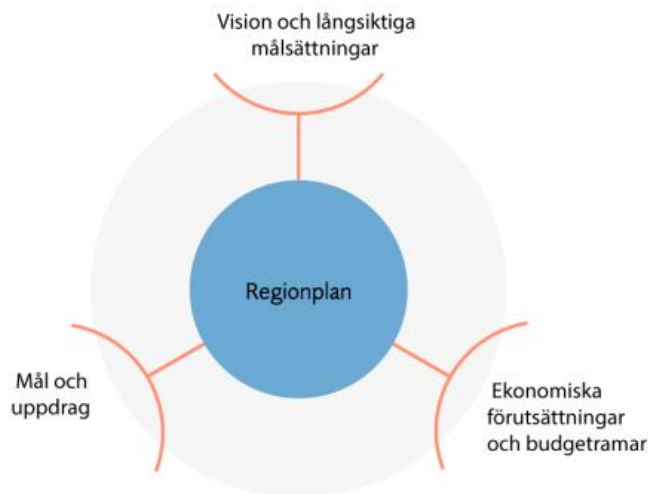 Vision och långsiktiga
målsättningar
Regionplan
Mål och
uppdrag
Ekonomiska
förutsättningar
och budgetramar